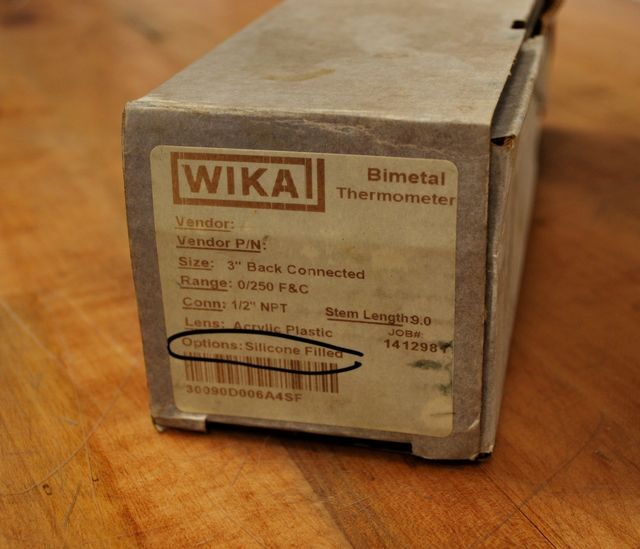 WIKA
Bimetal
Thermometer
Vendor:
Vendor P/N:
Size: 3" Back Connected
Range: 0/250 F&C
Conn: 1/2" NPT
Stem Length:9.0
Lens: Acrylic Plastic
JOB#:
Options: Silicone Filled
30090D006A4SF